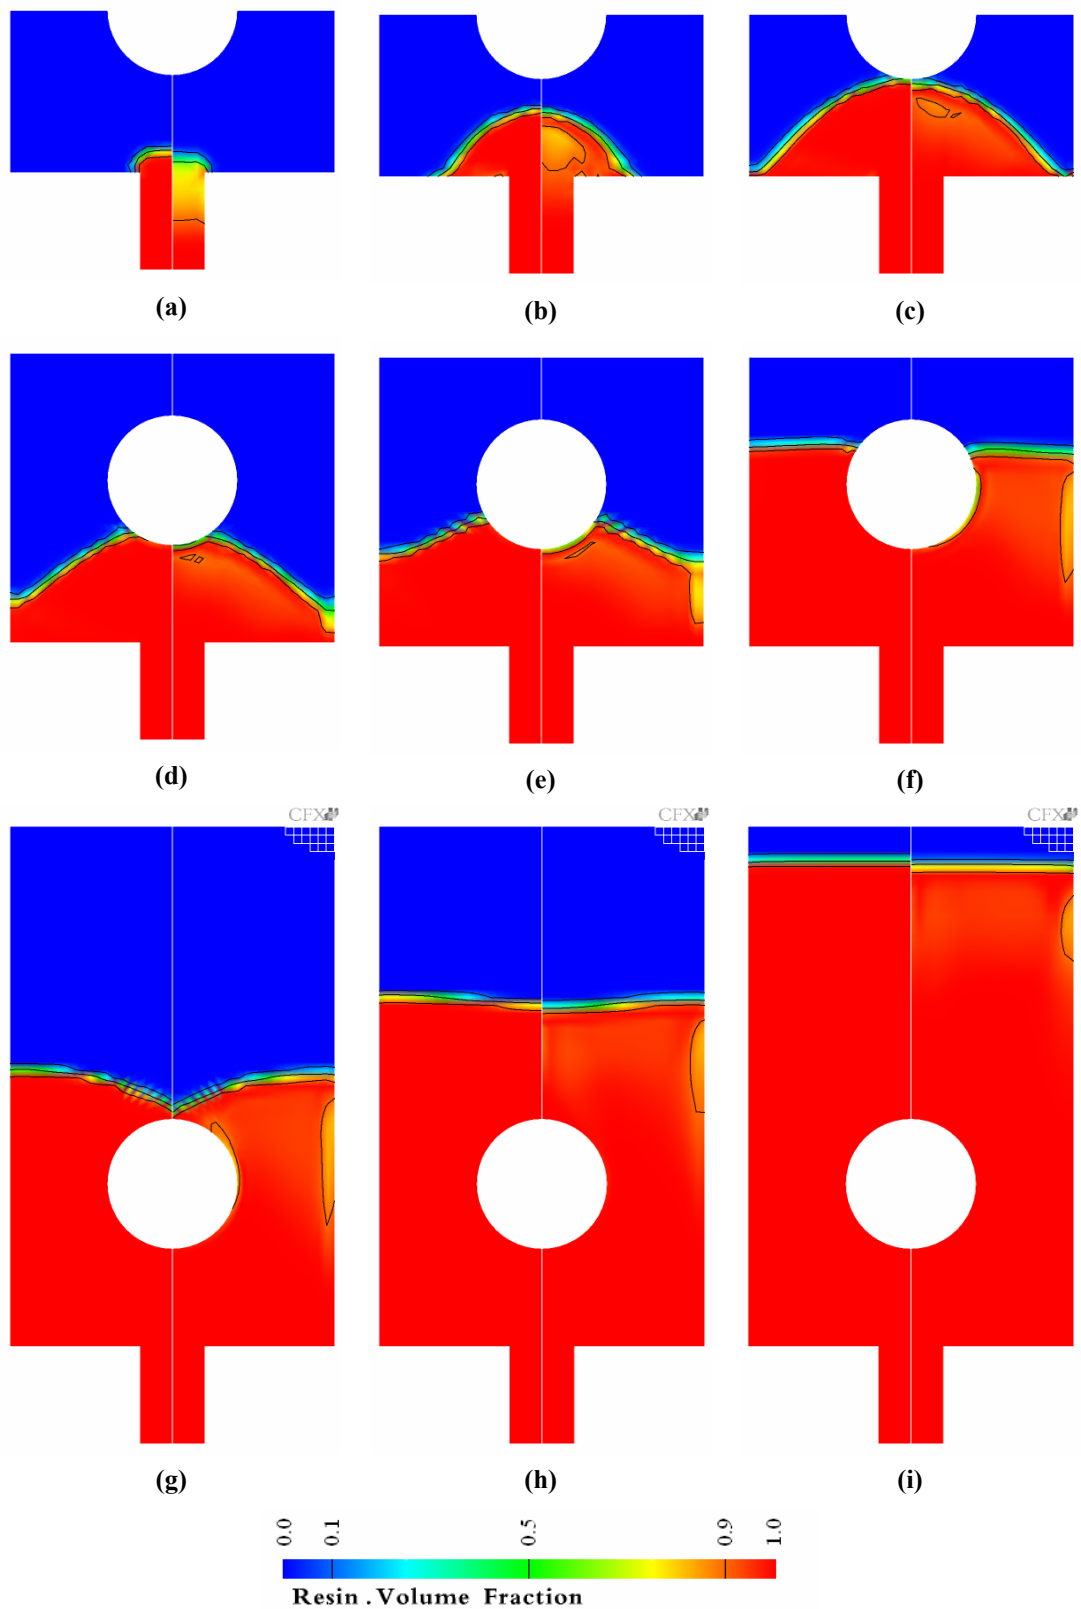 (a) (b) (c)
(d) (e) (f)
CFX CFX CFX
(g) (h) (i)
0.0 0.1 0.5 0.9 1.0
Resin.Volume Fraction